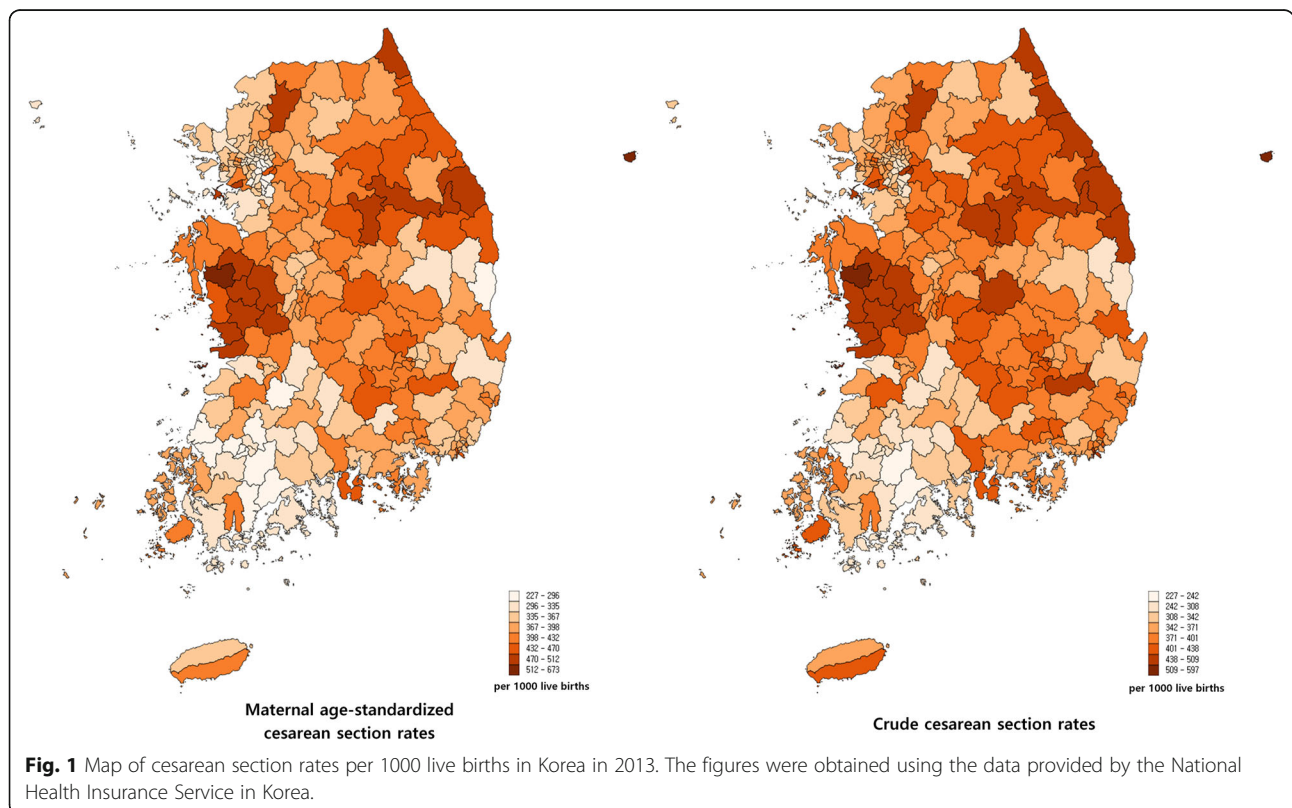 227 – 296
296 – 335
335 – 367
367 – 398
398 – 432
432 – 470
470 – 512
512 – 673
per 1000 live births
Maternal age-standardized
cesarean section rates
227 – 242
242 – 308
308 – 342
342 – 371
371 – 401
401 – 438
438 – 509
509 – 597
per 1000 live births
Crude cesarean section rates
Fig. 1 Map of cesarean section rates per 1000 live births in Korea in 2013. The figures were obtained using the data provided by the National
Health Insurance Service in Korea.